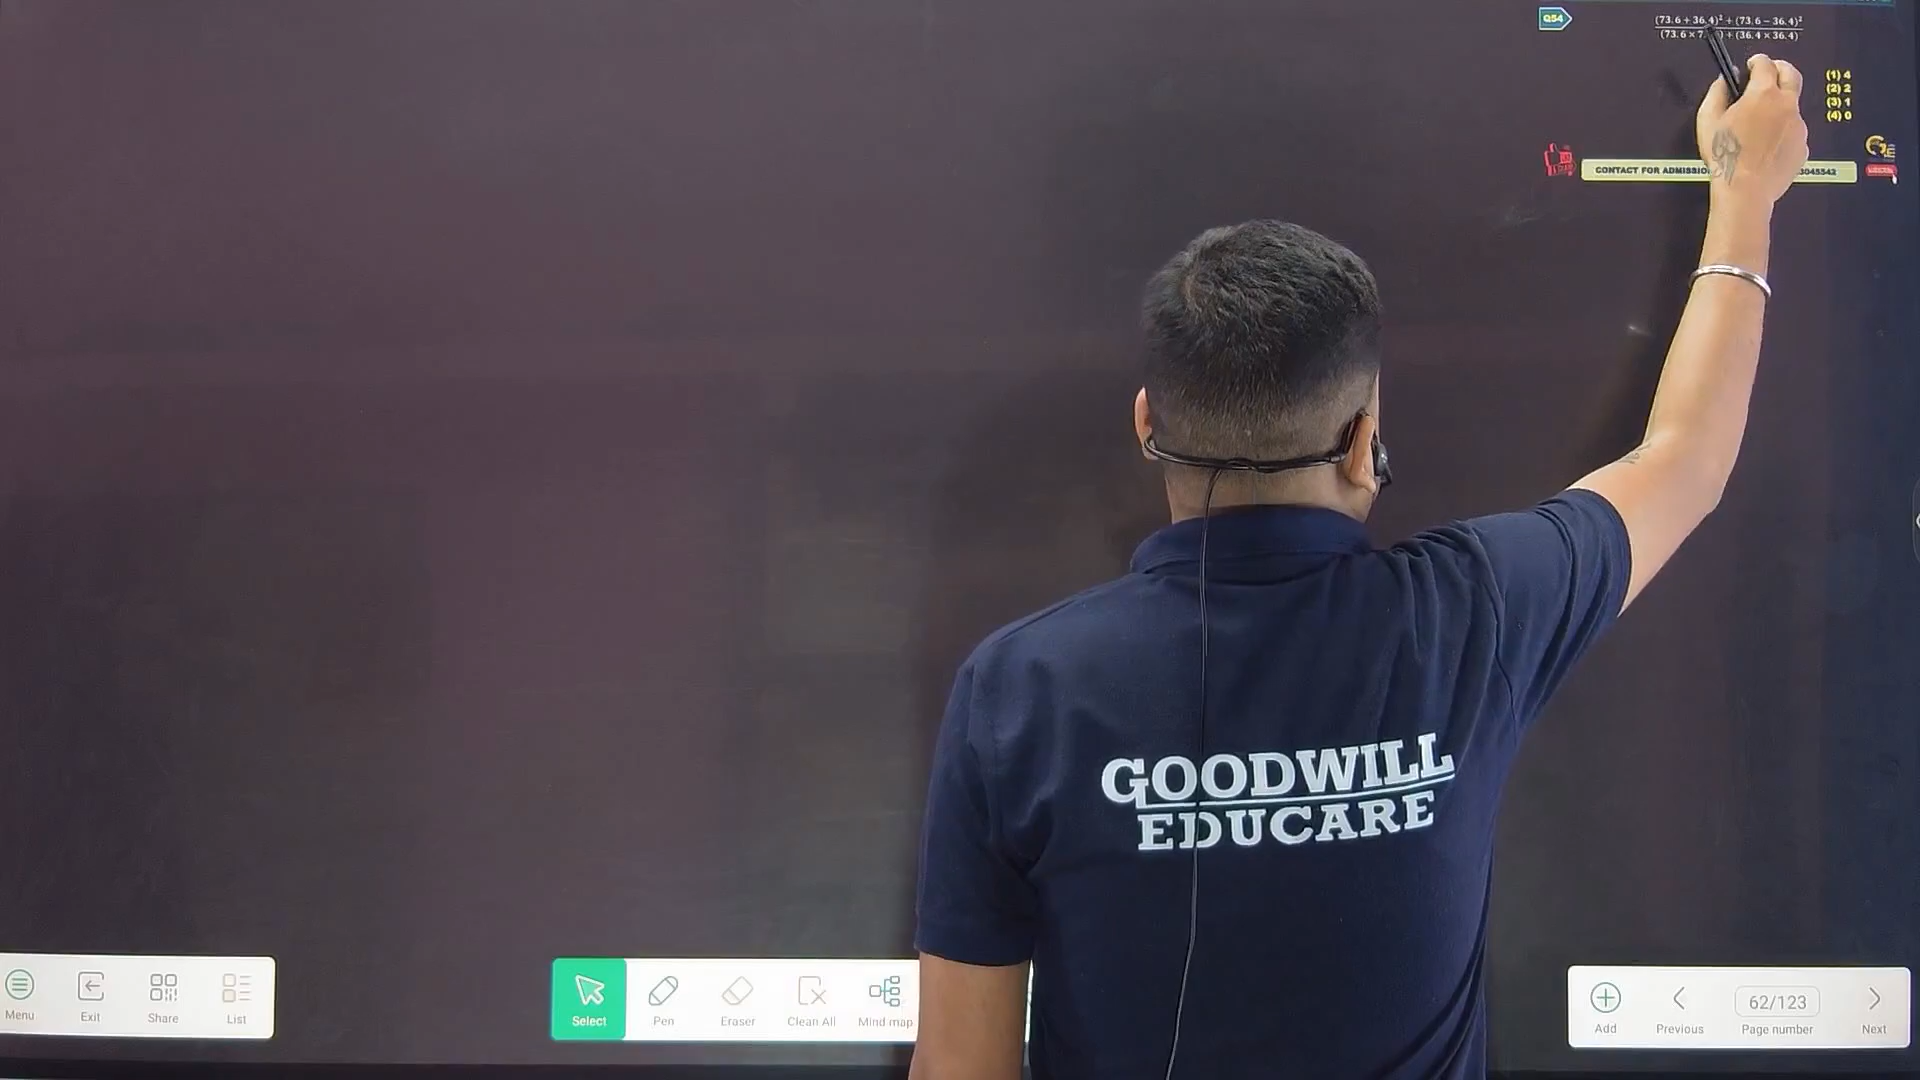 Q54
(73.6 + 36.4)² + (73.6 − 36.4)²
(73.6 × 7 ) + (36.4 × 36.4)
(1) 4
(2) 2
(3) 1
(4) 0
CONTACT FOR ADMISSIO 3045542
GOODWILL
EDUCARE
Menu Exit Share List
Select Pen Eraser Clean All Mind map
Add Previous 62/123 Page number Next